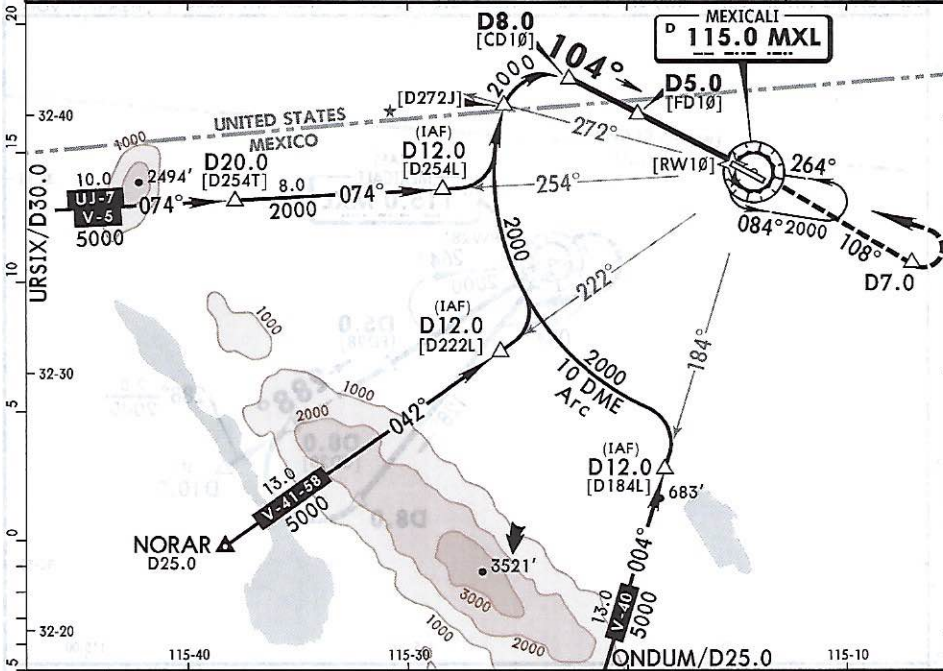 20
15
10
5
0
5
32-40
32-30
32-20
115-40
115-30
115-10
D8.0
[CD10]
104°
MEXICALI
D 115.0 MXL
D5.0
[FD10]
[RW10]
2000
[D272J]
272°
UNITED STATES
MEXICO
1000
2494'
10.0
UJ-7
V-5
5000
074°
URSIX/D30.0
D20.0
[D254T]
8.0
2000
074°
(IAF)
D12.0
[D254L]
254°
264°
084° 2000
108°
D7.0
2000
222°
184°
(IAF)
D12.0
[D222L]
1000
1000
2000
042°
2000
10 DME
Arc
(IAF)
D12.0
[D184L]
683'
13.0
V-41-58
5000
NORAR
D25.0
3521'
3000
2000
1000
004°
13.0
V-40
5000
ONDUM/D25.0